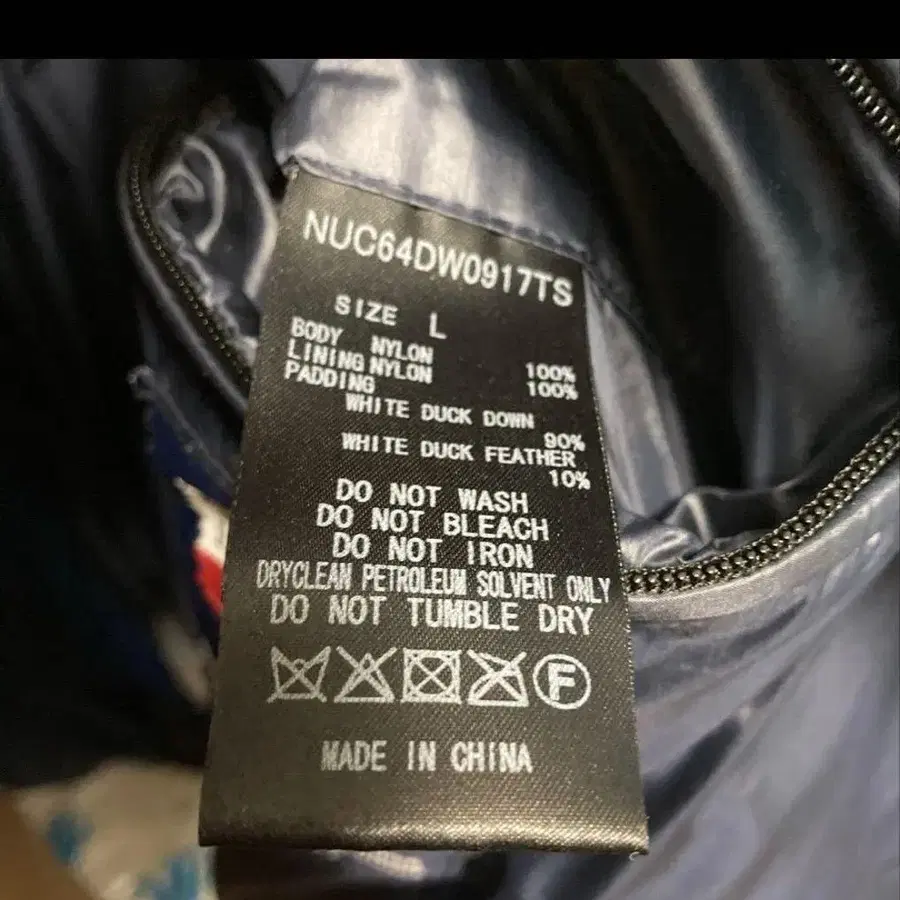 NUC64DW0917TS
SIZE L
BODY NYLON 100%
LINING NYLON 100%
PADDING
WHITE DUCK DOWN 90%
WHITE DUCK FEATHER 10%
DO NOT WASH
DO NOT BLEACH
DO NOT IRON
DRYCLEAN PETROLEUM SOLVENT ONLY
DO NOT TUMBLE DRY
F
MADE IN CHINA